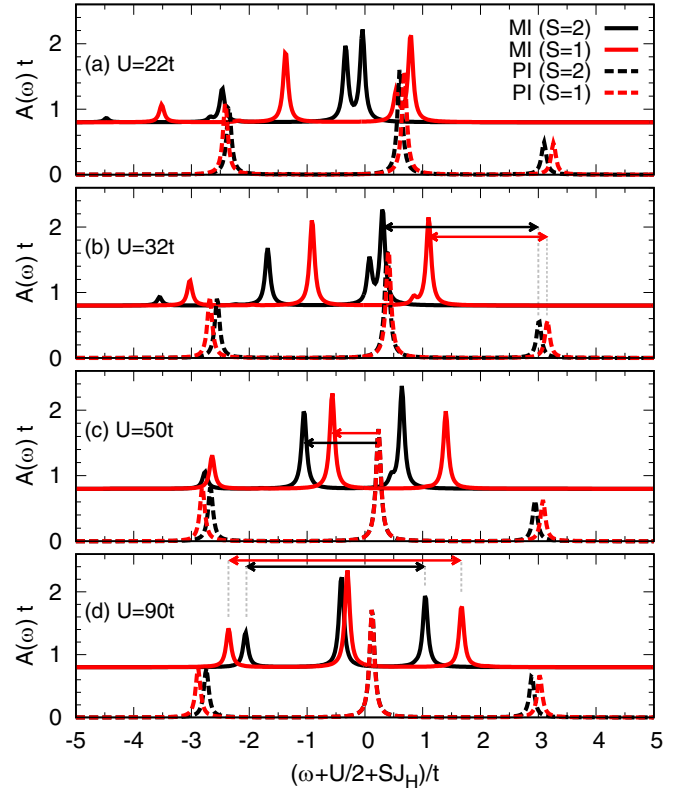 MI (S=2)
MI (S=1)
PI (S=2)
PI (S=1)
(a) U=22t
A(ω) t
2
1
0
(b) U=32t
A(ω) t
2
1
0
(c) U=50t
A(ω) t
2
1
0
(d) U=90t
A(ω) t
2
1
0
-5 -4 -3 -2 -1 0 1 2 3 4 5
(ω+U/2+SJ_H)/t